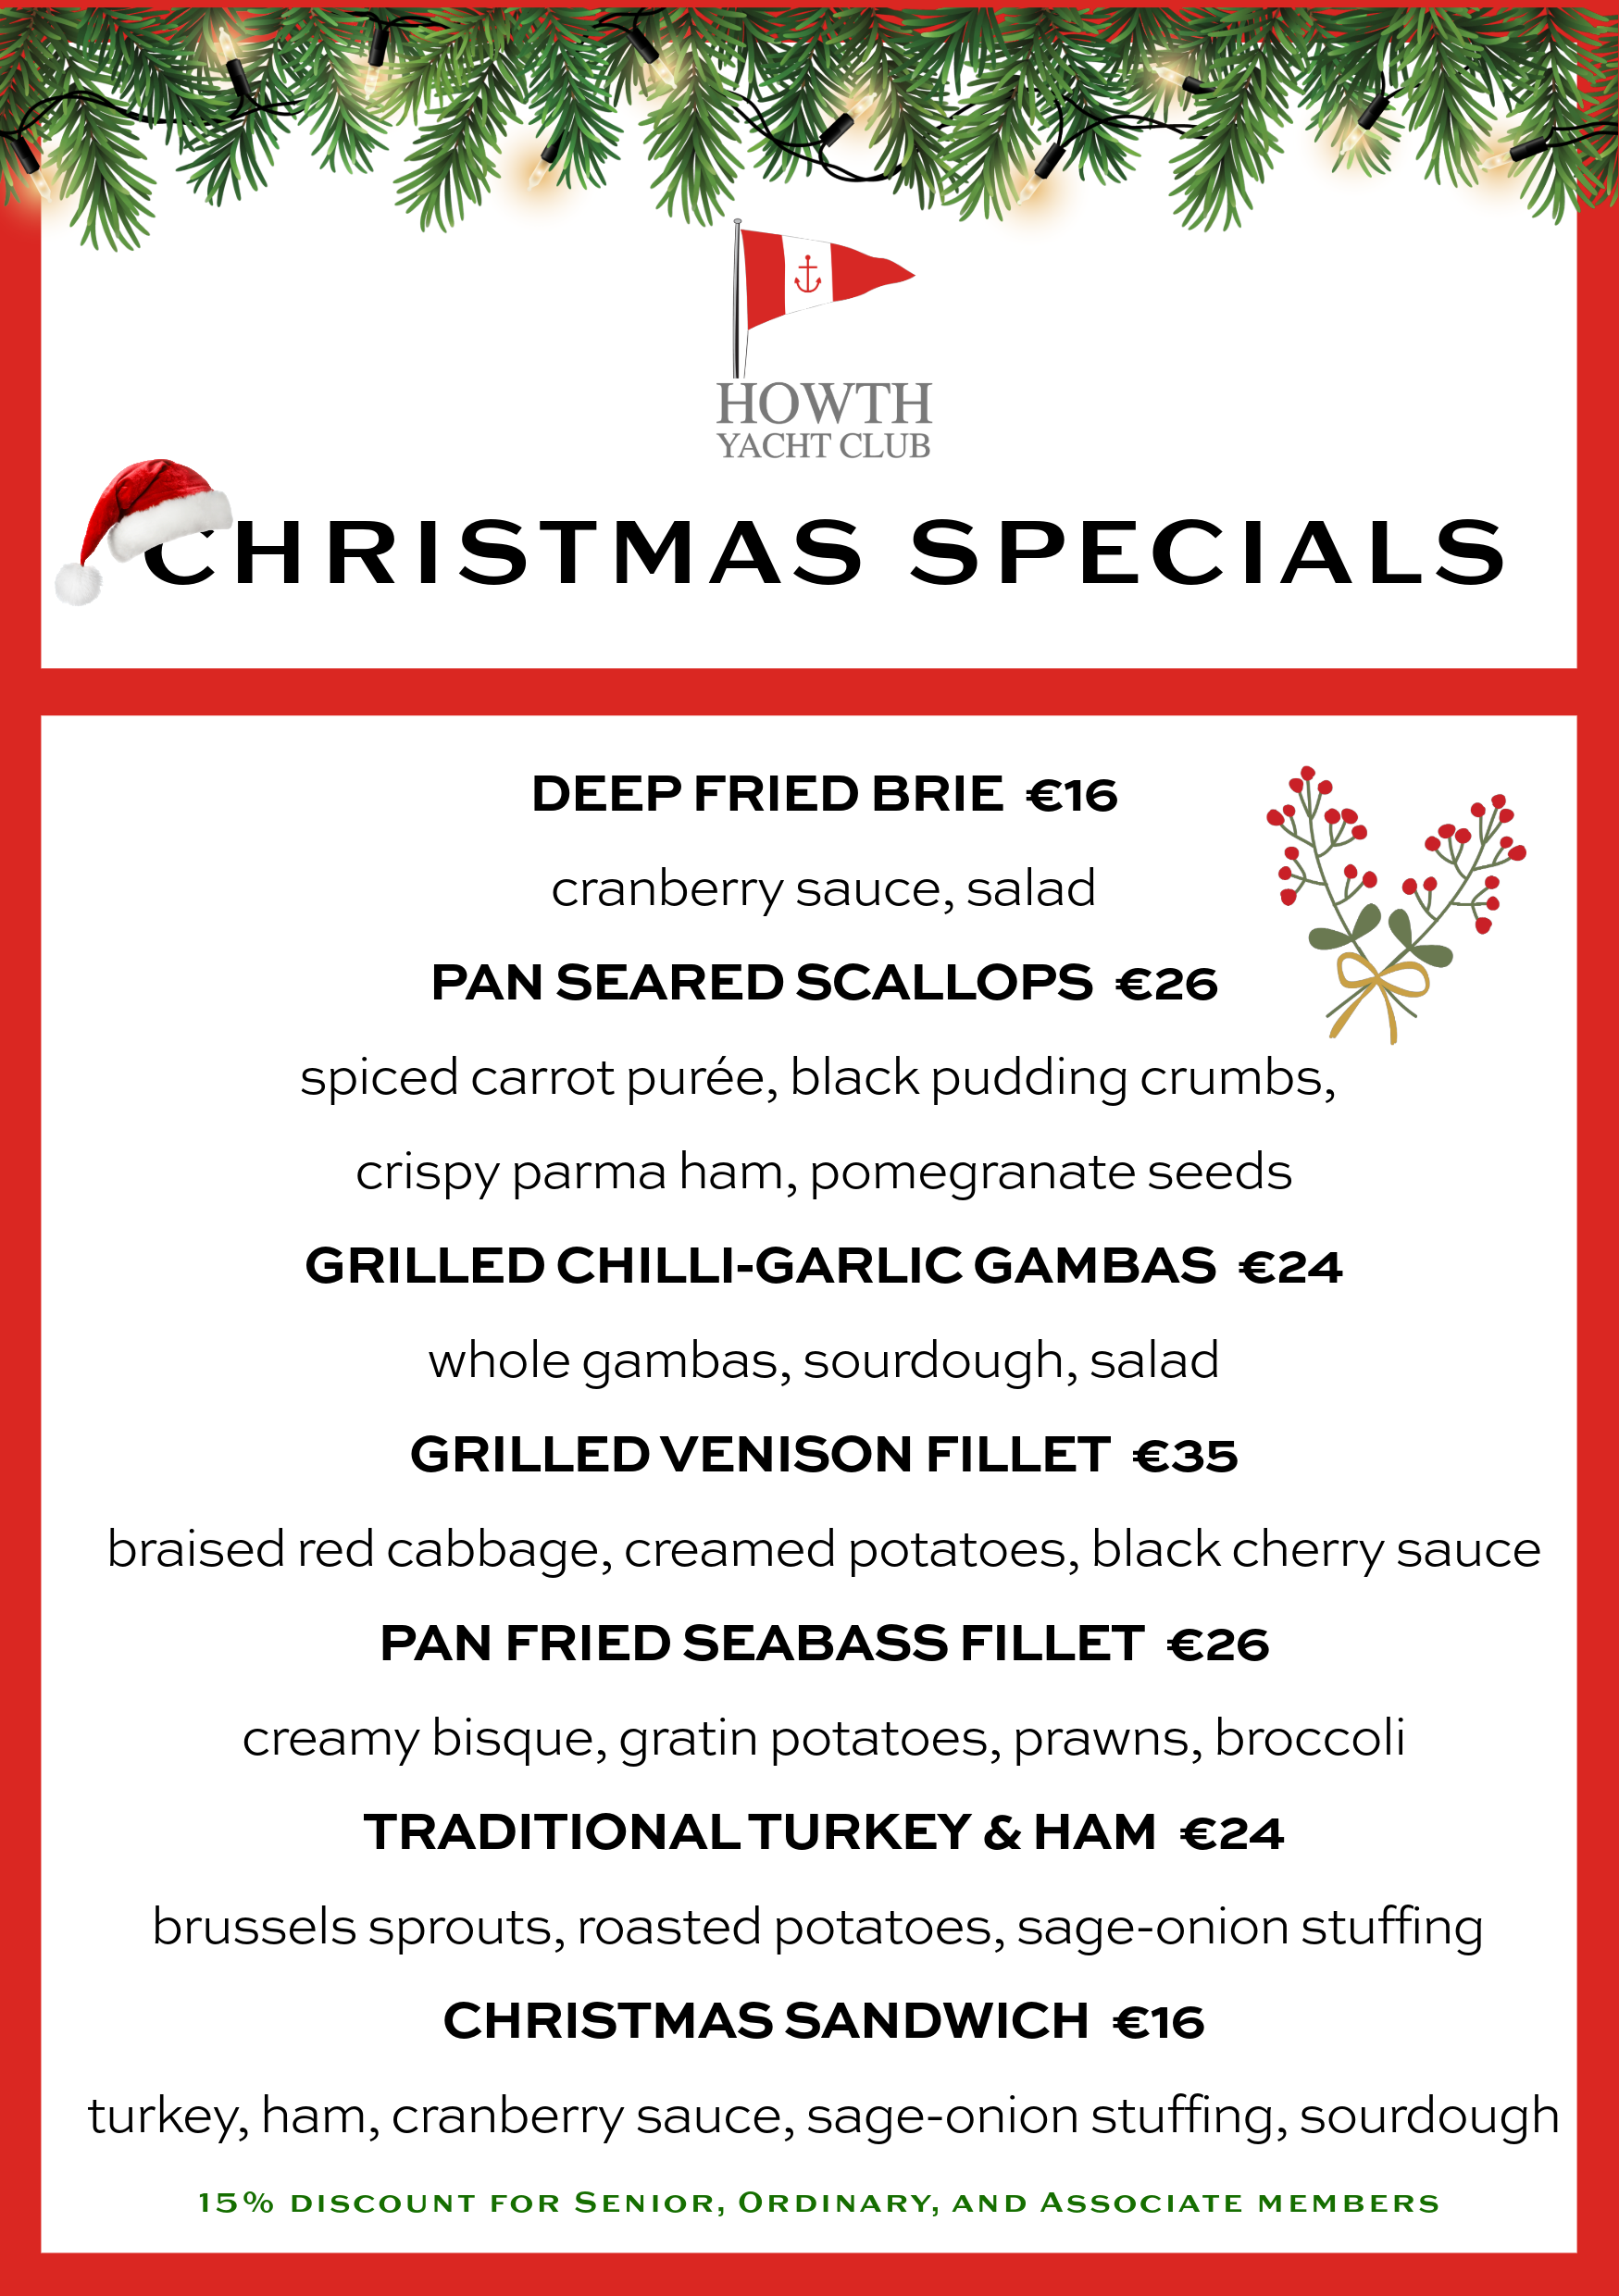 HOWTH
YACHT CLUB
CHRISTMAS SPECIALS
DEEP FRIED BRIE €16
cranberry sauce, salad
PAN SEARED SCALLOPS €26
spiced carrot purée, black pudding crumbs,
crispy parma ham, pomegranate seeds
GRILLED CHILLI-GARLIC GAMBAS €24
whole gambas, sourdough, salad
GRILLED VENISON FILLET €35
braised red cabbage, creamed potatoes, black cherry sauce
PAN FRIED SEABASS FILLET €26
creamy bisque, gratin potatoes, prawns, broccoli
TRADITIONAL TURKEY & HAM €24
brussels sprouts, roasted potatoes, sage-onion stuffing
CHRISTMAS SANDWICH €16
turkey, ham, cranberry sauce, sage-onion stuffing, sourdough
15% DISCOUNT FOR SENIOR, ORDINARY, AND ASSOCIATE MEMBERS